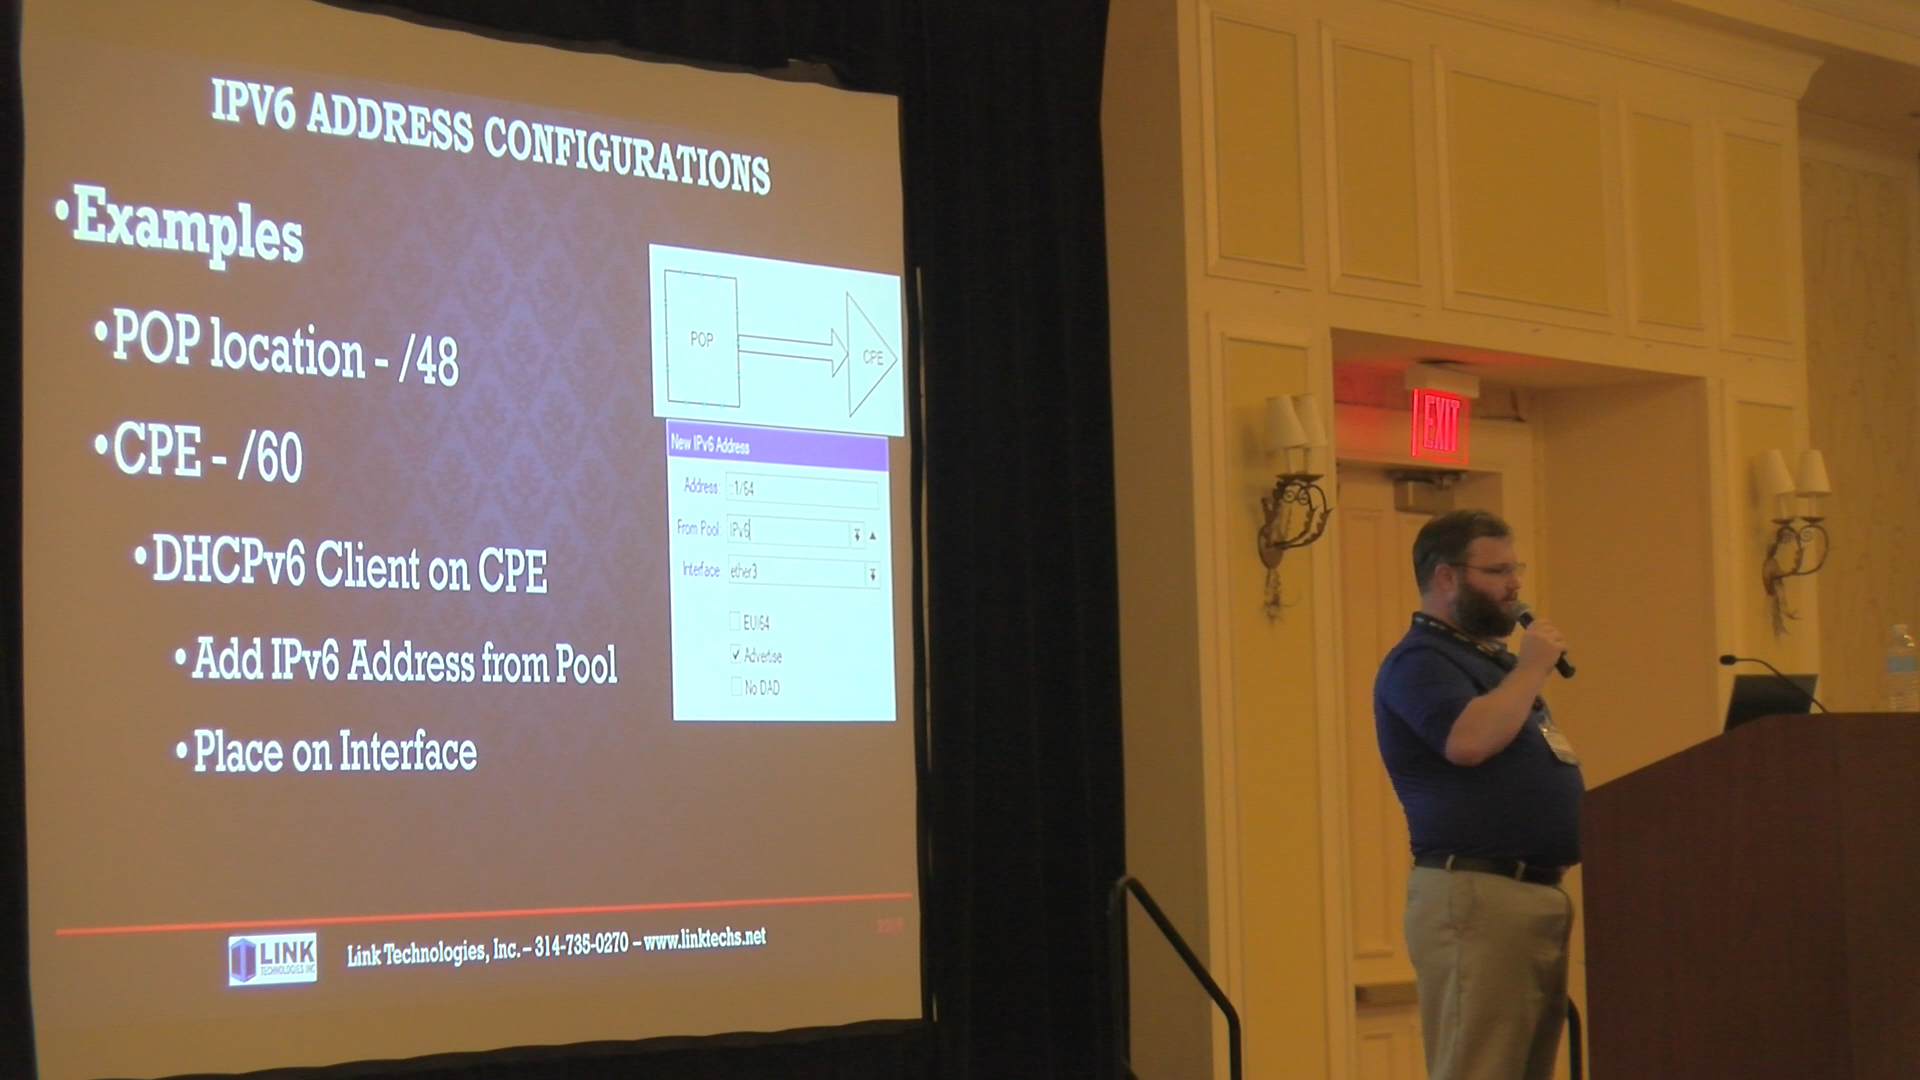 IPV6 ADDRESS CONFIGURATIONS
•Examples
•POP location - /48
•CPE - /60
•DHCPv6 Client on CPE
•Add IPv6 Address from Pool
•Place on Interface
POP
CPE
New IPv6 Address
Address: ::1/64
From Pool: IPv6
Interface: ether3
EUI64
Advertise
No DAD
LINK
TECHNOLOGIES, INC
Link Technologies, Inc. – 314-735-0270 – www.linktechs.net
EXIT